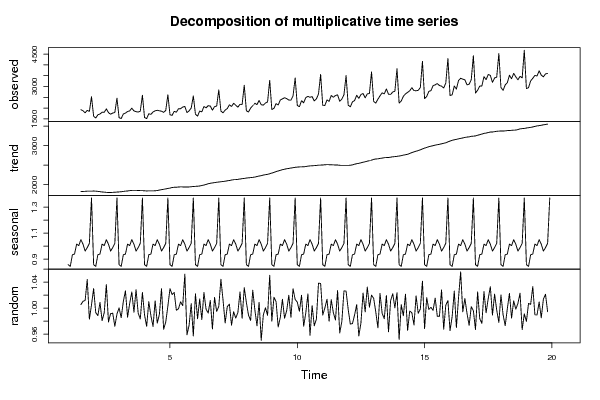 Decomposition of multiplicative time series
observed
4500
3000
1500
trend
3000
2000
seasonal
1.3
1.1
0.9
random
1.04
1.00
0.96
5
10
15
20
Time